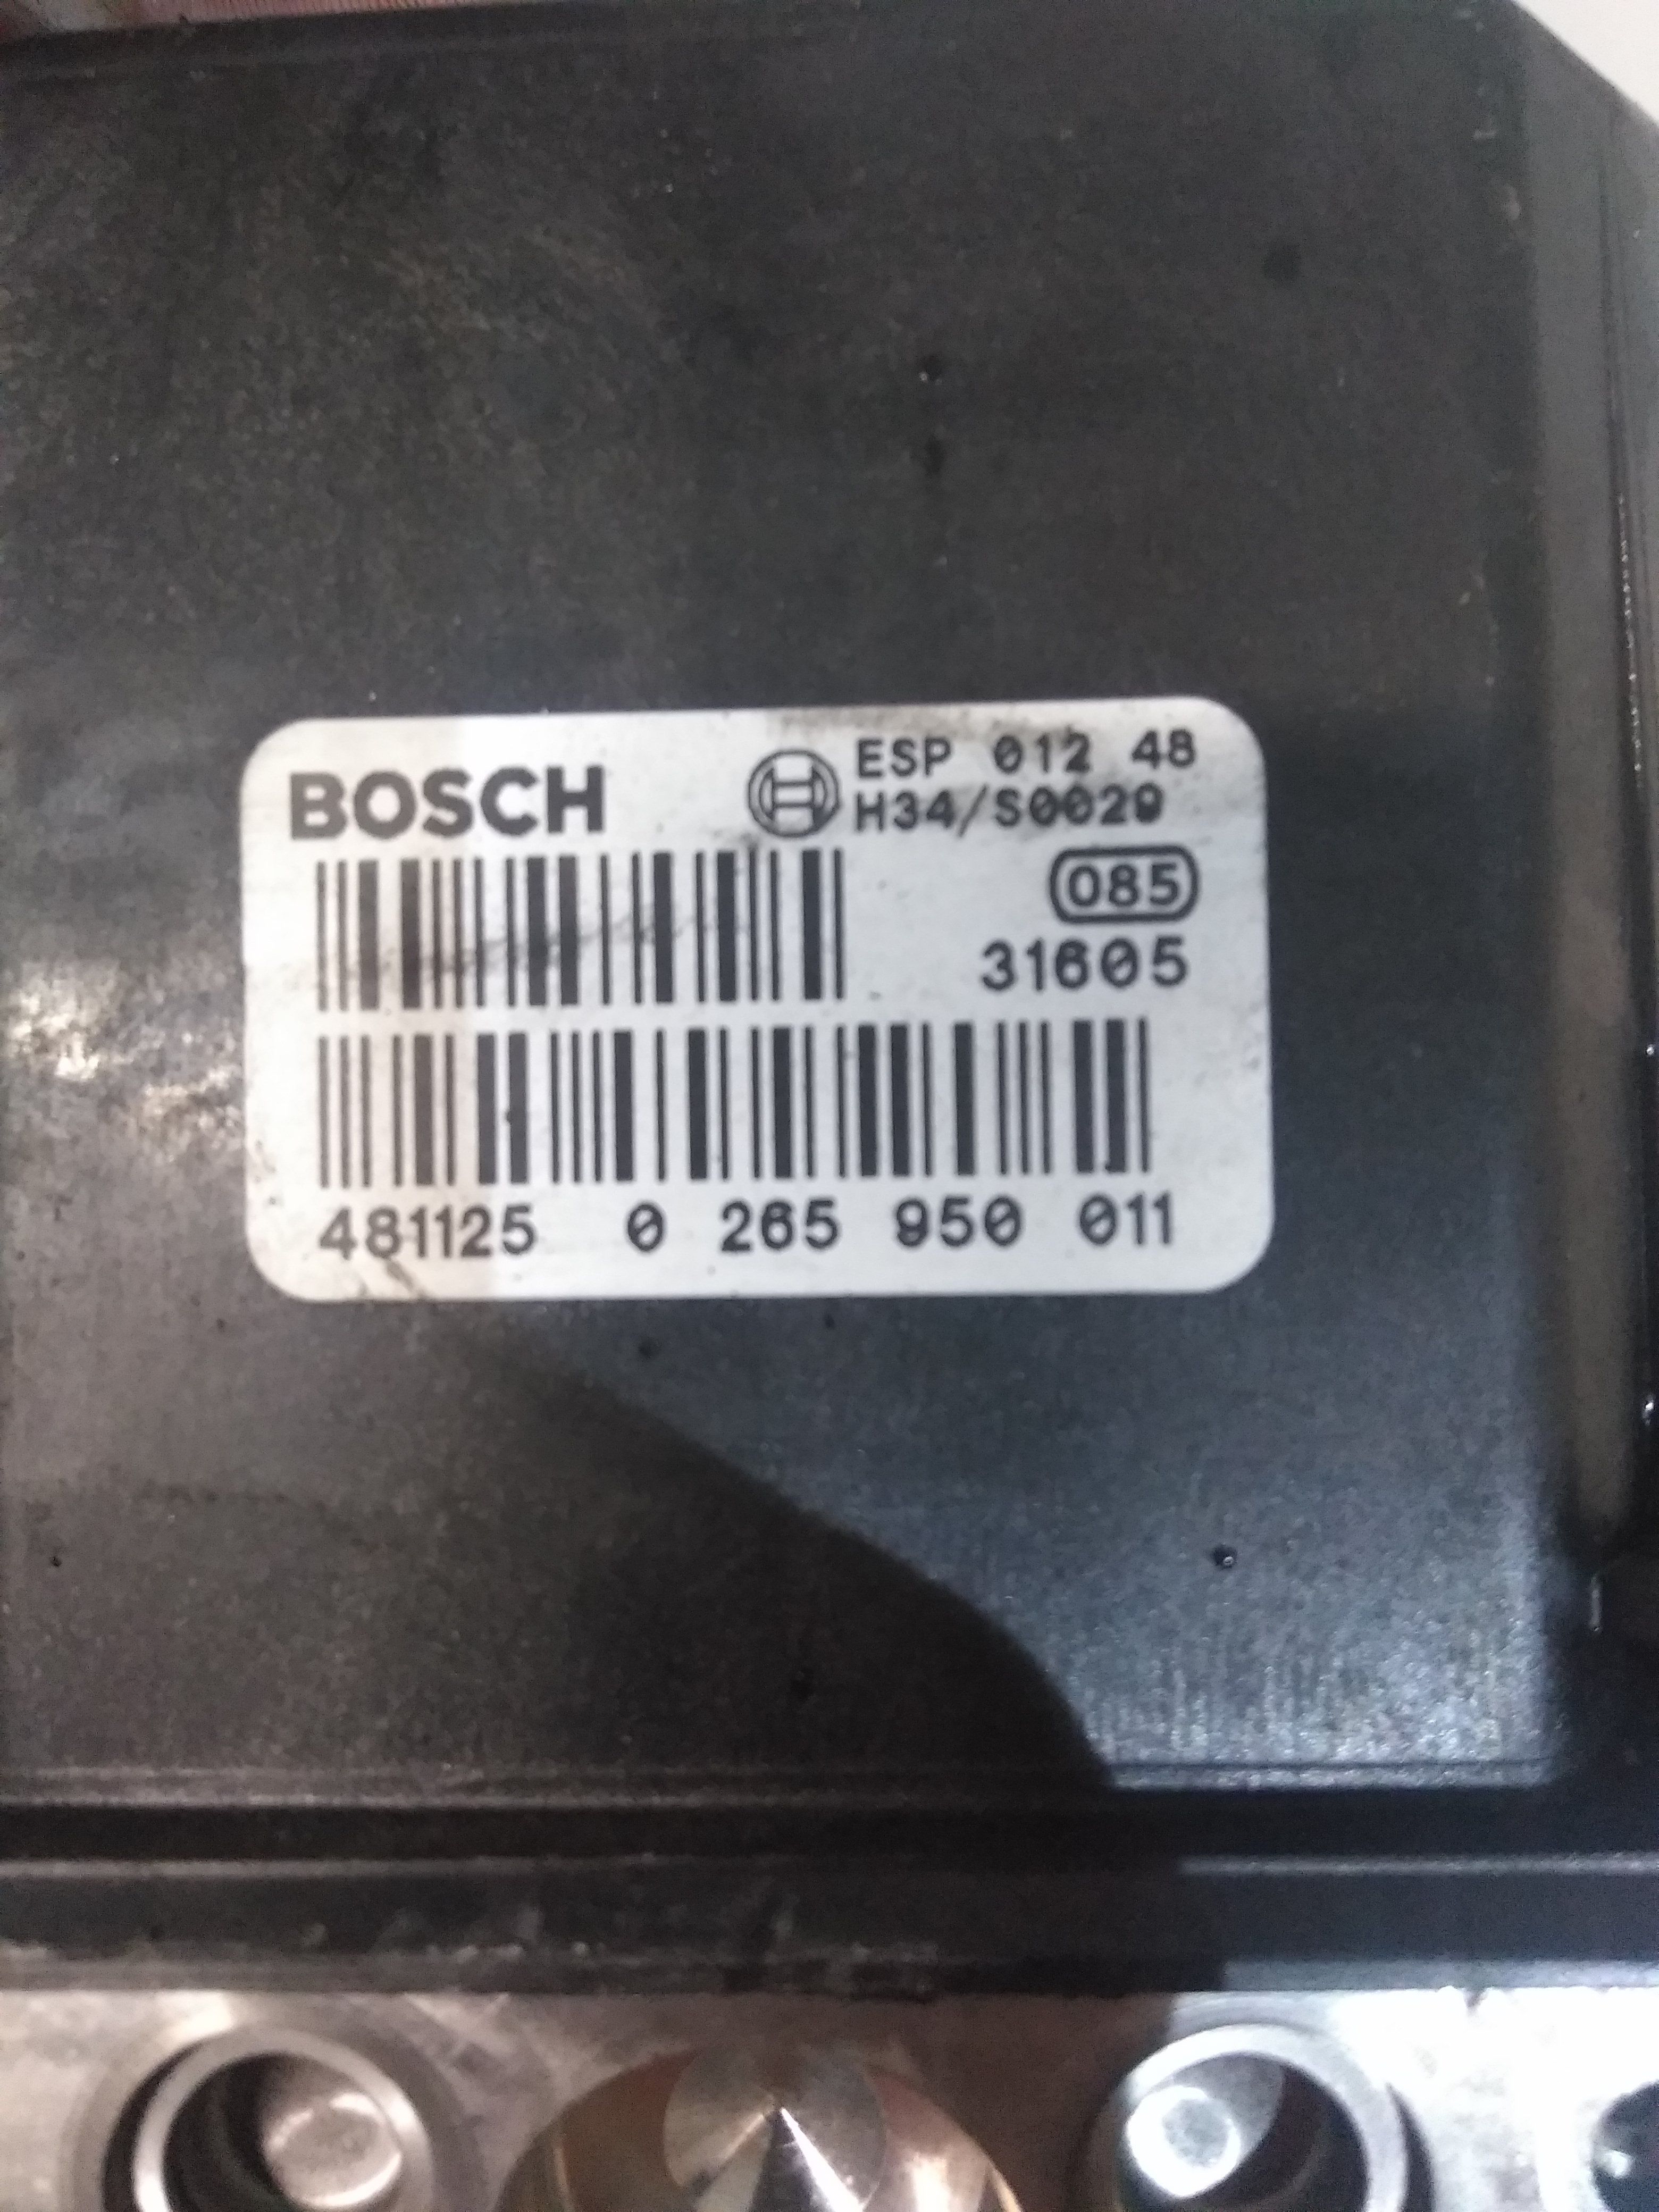 BOSCH
ESP 012 48
H34/S0029
085
31605
481125 0 265 950 011